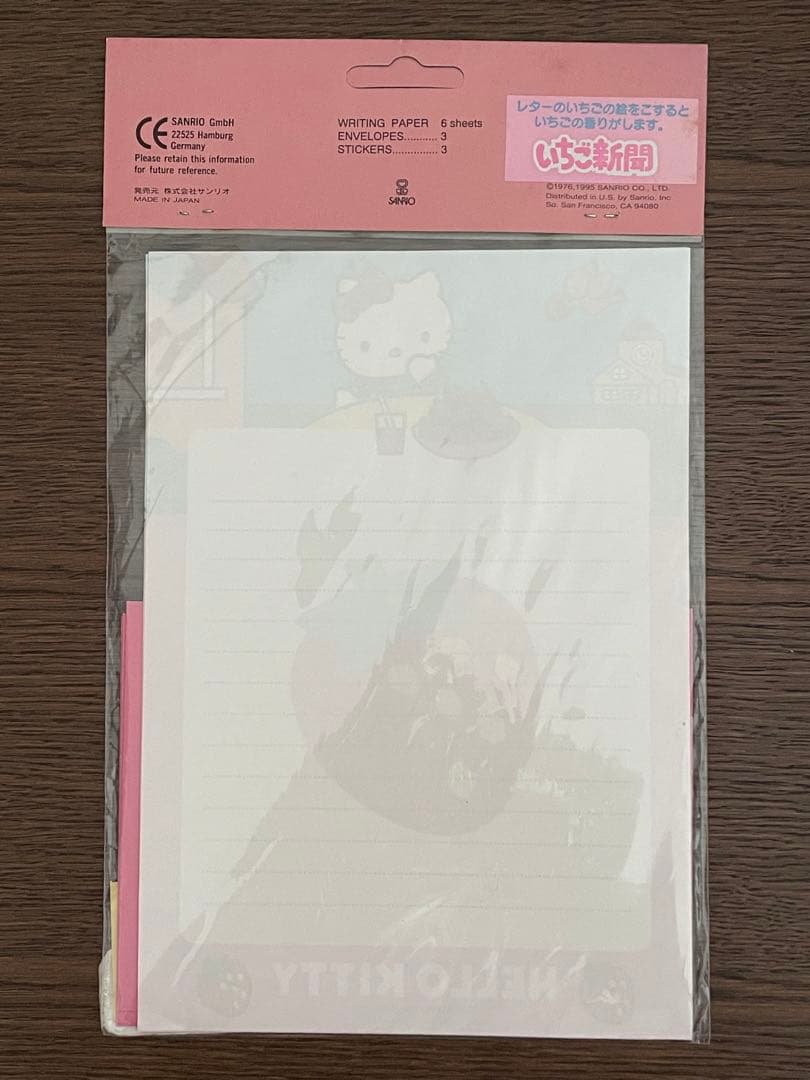 CE
SANRIO GmbH
22525 Hamburg
Germany
Please retain this information
for future reference.
発売元 株式会社サンリオ
MADE IN JAPAN
WRITING PAPER 6 sheets
ENVELOPES........... 3
STICKERS............... 3
SANRIO
レターのいちごの絵をこすると
いちごの香りがします。
いちご新聞
©1976,1995 SANRIO CO., LTD.
Distributed in U.S. by Sanrio, Inc.
So. San Francisco, CA 94080
HELLO KITTY